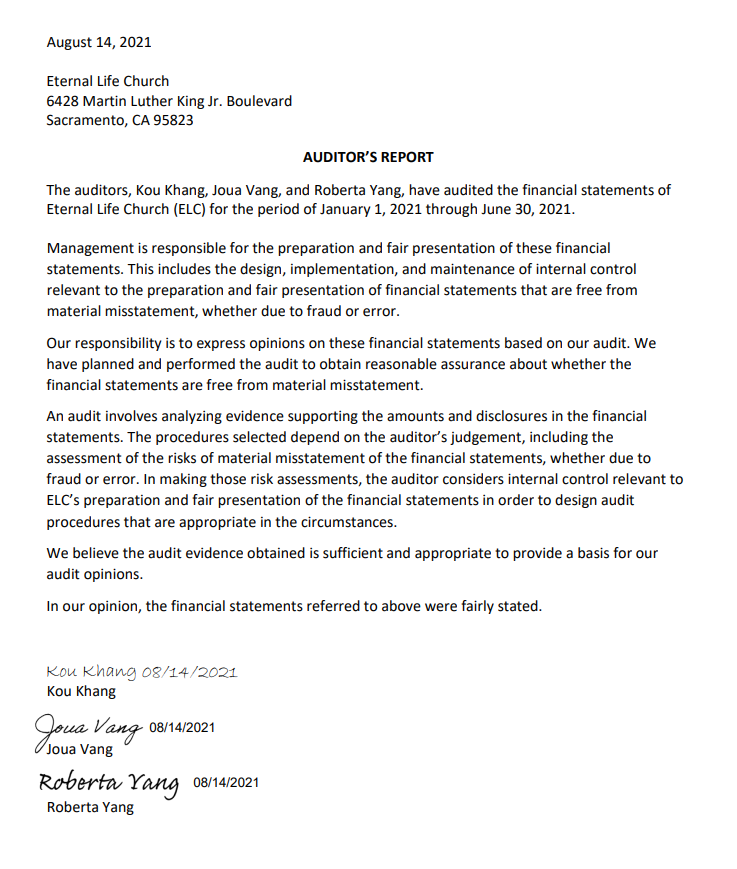 August 14, 2021
Eternal Life Church
6428 Martin Luther King Jr. Boulevard
Sacramento, CA 95823
AUDITOR'S REPORT
The auditors, Kou Khang, Joua Vang, and Roberta Yang, have audited the financial statements of
Eternal Life Church (ELC) for the period of January 1, 2021 through June 30, 2021.
Management is responsible for the preparation and fair presentation of these financial
statements. This includes the design, implementation, and maintenance of internal control
relevant to the preparation and fair presentation of financial statements that are free from
material misstatement, whether due to fraud or error.
Our responsibility is to express opinions on these financial statements based on our audit. We
have planned and performed the audit to obtain reasonable assurance about whether the
financial statements are free from material misstatement.
An audit involves analyzing evidence supporting the amounts and disclosures in the financial
statements. The procedures selected depend on the auditor's judgement, including the
assessment of the risks of material misstatement of the financial statements, whether due to
fraud or error. In making those risk assessments, the auditor considers internal control relevant to
ELC's preparation and fair presentation of the financial statements in order to design audit
procedures that are appropriate in the circumstances.
We believe the audit evidence obtained is sufficient and appropriate to provide a basis for our
audit opinions.
In our opinion, the financial statements referred to above were fairly stated.
Kou Khang 08/14/2021
Kou Khang
Joua Vang 08/14/2021
Joua Vang
Roberta Yang 08/14/2021
Roberta Yang